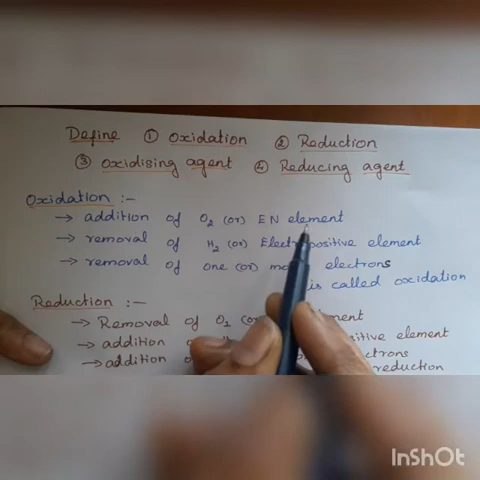 Define ① Oxidation ② Reduction
③ Oxidising agent ④ Reducing agent
Oxidation :-
→ addition of O₂ (or) EN element
→ removal of H₂ (or) Electropositive element
→ removal of one (or) electrons
is called oxidation
Reduction :-
→ Removal of O₂
→ addition element
→ addition reduction
InShOt